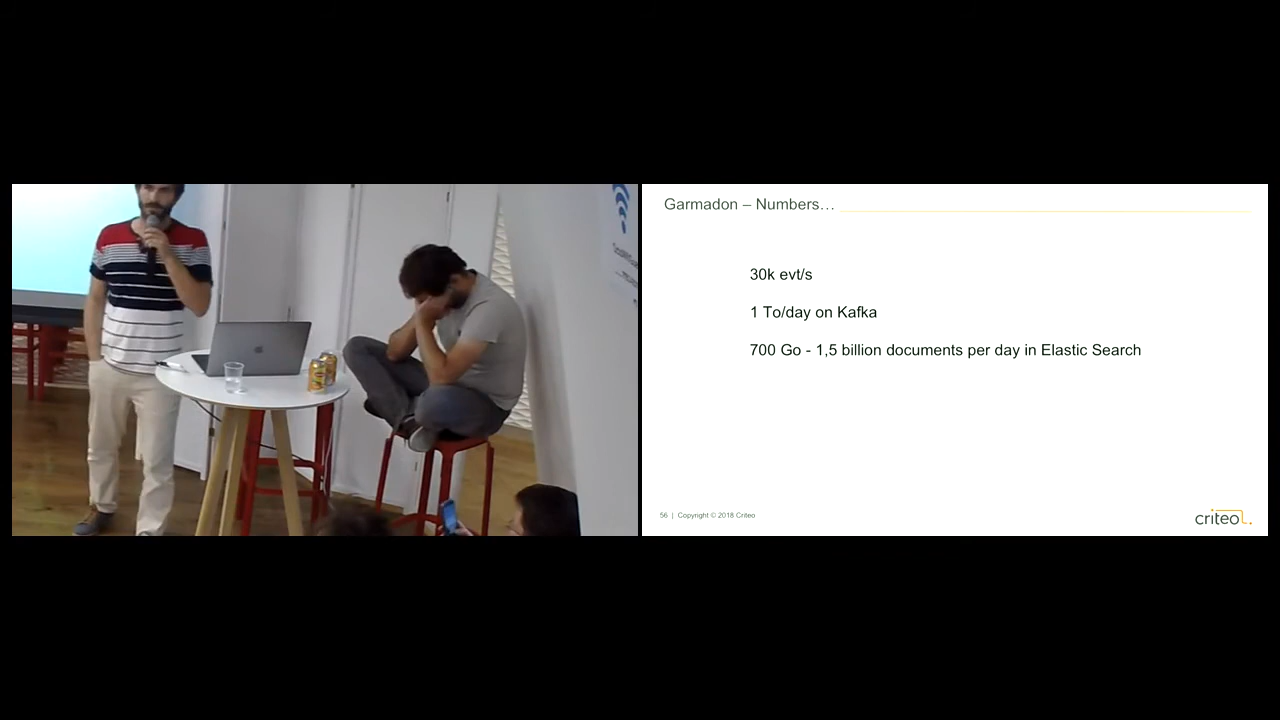 Garmadon – Numbers…
30k evt/s
1 To/day on Kafka
700 Go - 1,5 billion documents per day in Elastic Search
56 | Copyright © 2018 Criteo
criteo